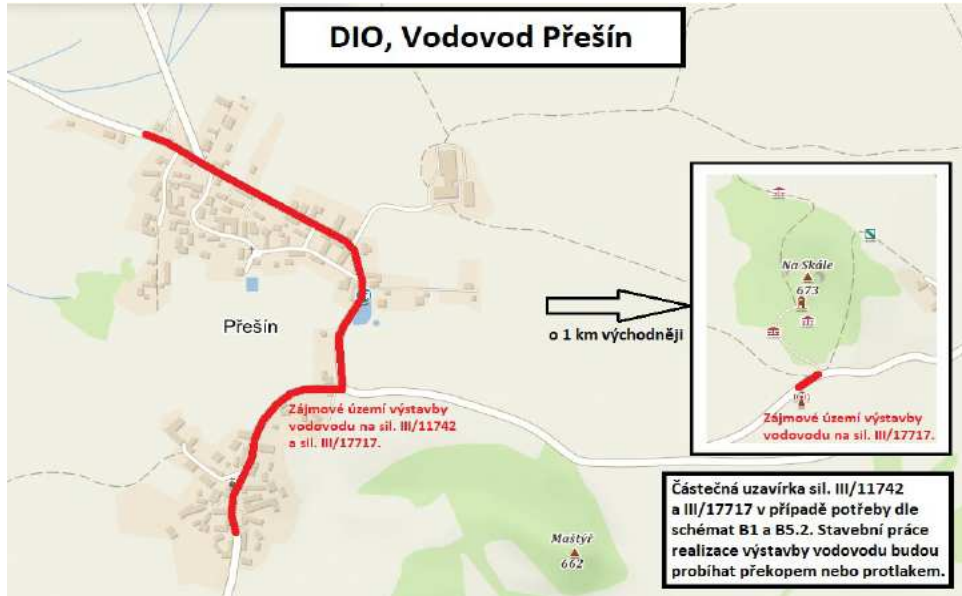 DIO, Vodovod Přešín
Přešín
Zájmové území výstavby
vodovodu na sil. III/11742
a sil. III/17717.
o 1 km východněji
Na Skále
673
Zájmové území výstavby
vodovodu na sil. III/17717.
Maštýř
662
Částečná uzavírka sil. III/11742
a III/17717 v případě potřeby dle
schémat B1 a B5.2. Stavební práce
realizace výstavby vodovodu budou
probíhat překopem nebo protlakem.